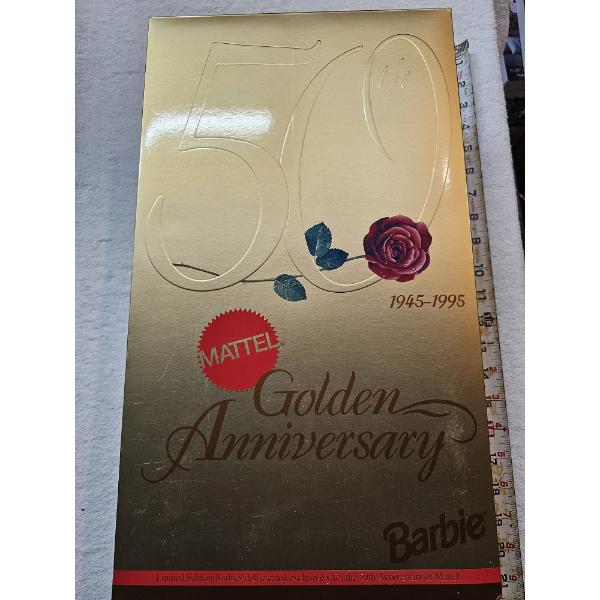 50th
1945-1995
MATTEL®
Golden
Anniversary
Barbie®
Limited Edition Barbie® doll created exclusively for the 50th Anniversary of Mattel